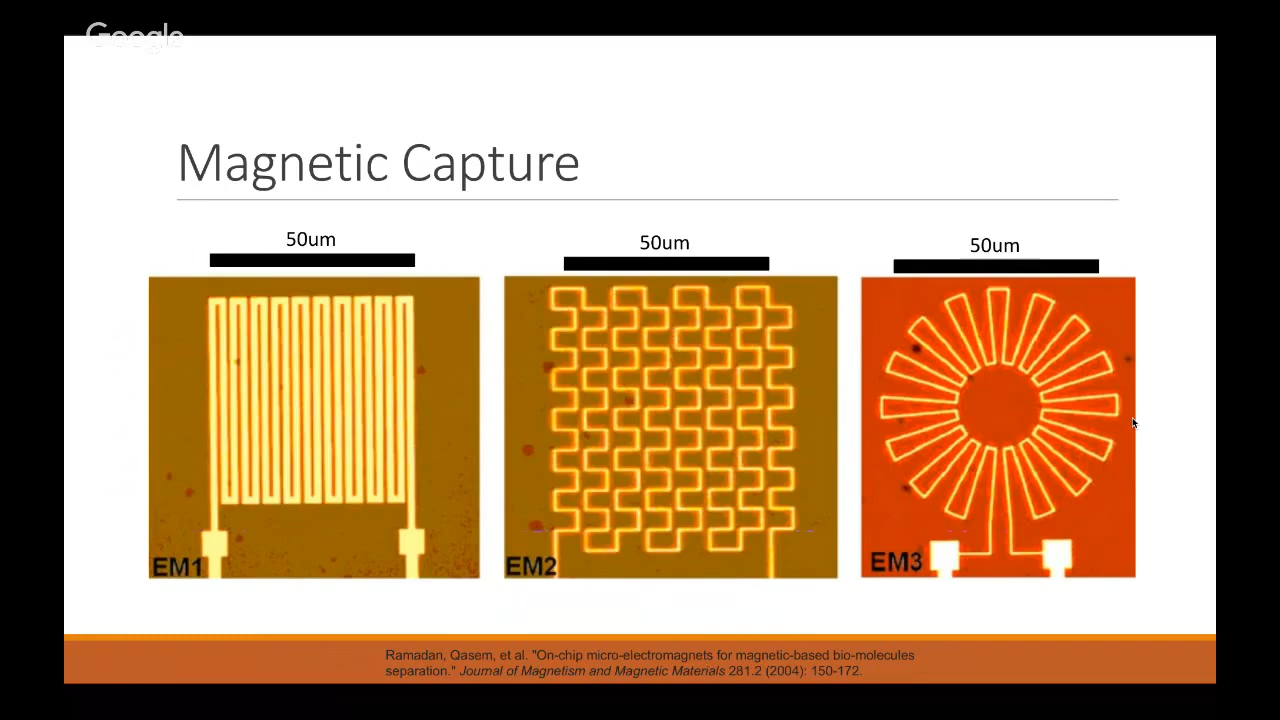 Google
Magnetic Capture
50um
50um
50um
EM1
EM2
EM3
Ramadan, Qasem, et al. "On-chip micro-electromagnets for magnetic-based bio-molecules
separation." Journal of Magnetism and Magnetic Materials 281.2 (2004): 150-172.